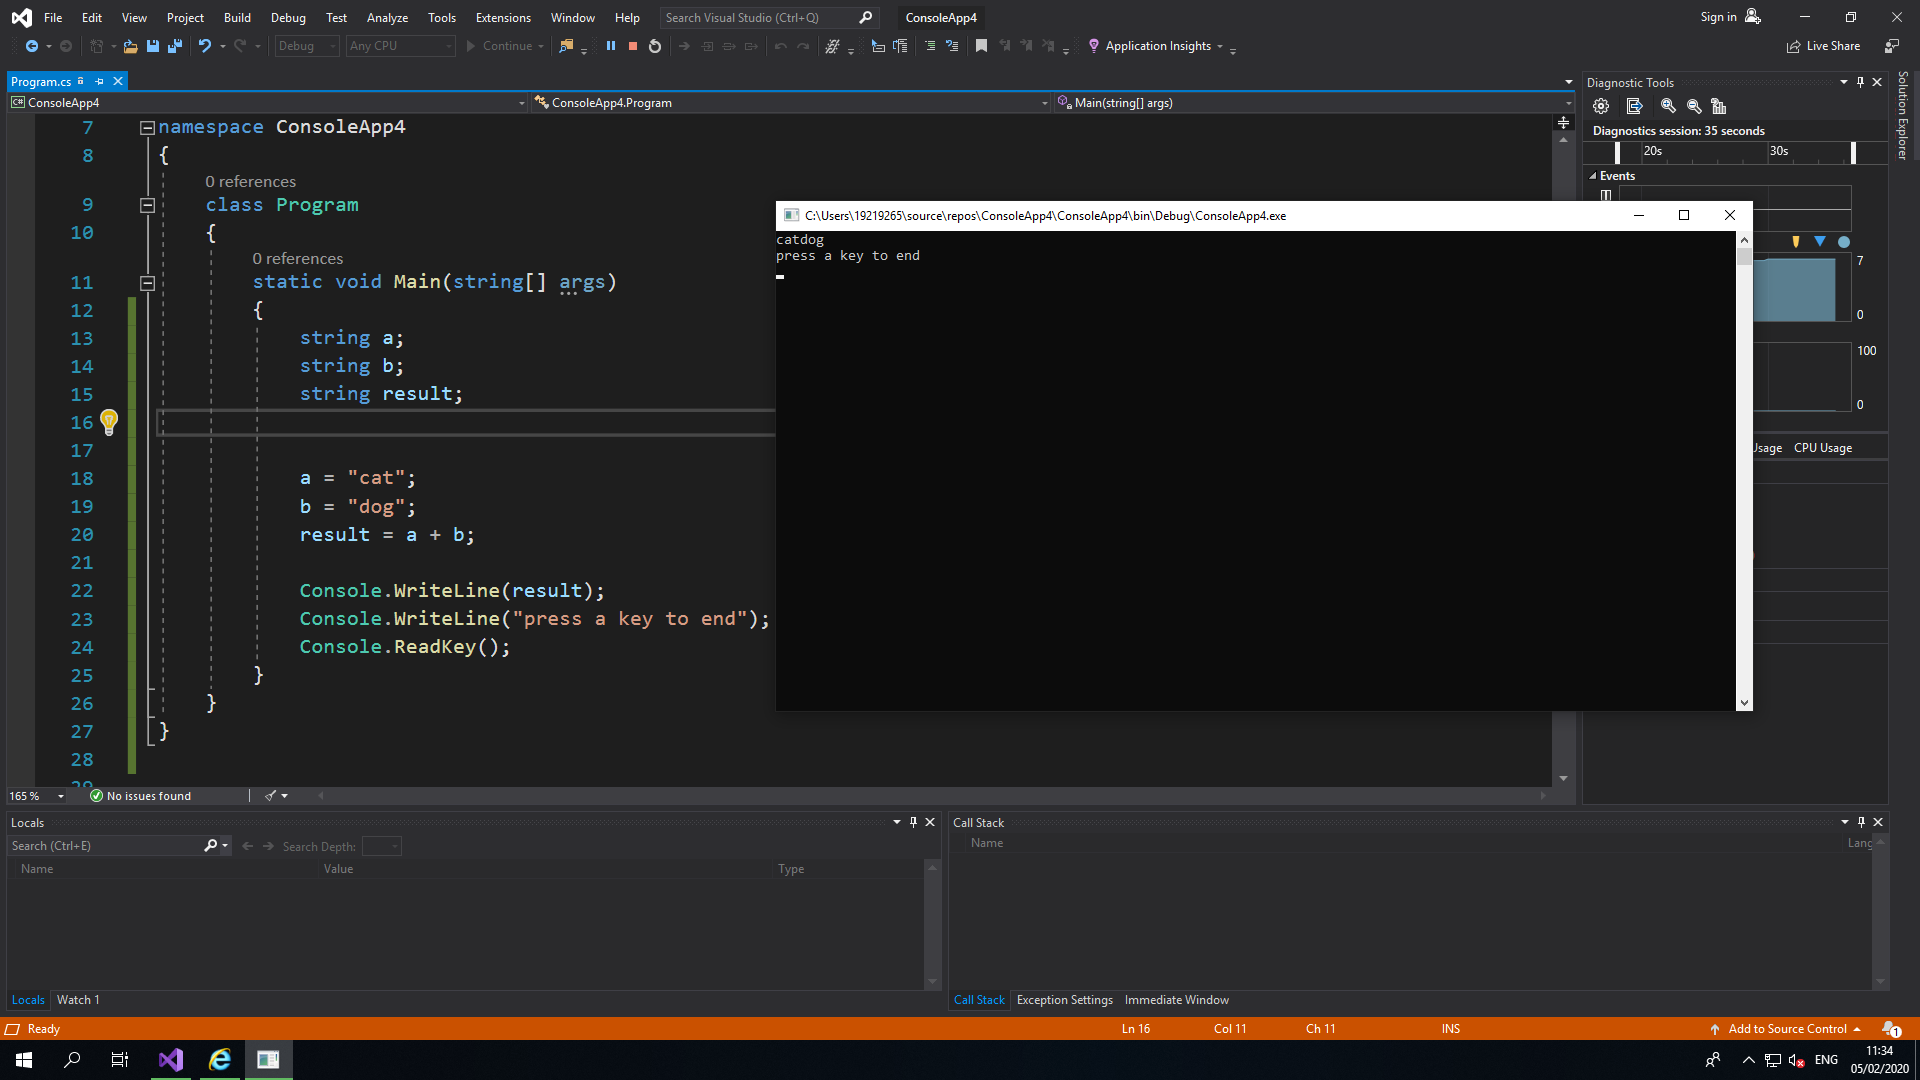 File Edit View Project Build Debug Test Analyze Tools Extensions Window Help Search Visual Studio (Ctrl+Q) ConsoleApp4 Sign in
Debug Any CPU Continue Application Insights Live Share
Program.cs
ConsoleApp4 ConsoleApp4.Program Main(string[] args)
7 namespace ConsoleApp4
8 {
0 references
9 class Program
10 {
0 references
11 static void Main(string[] args)
12 {
13 string a;
14 string b;
15 string result;
16
17
18 a = "cat";
19 b = "dog";
20 result = a + b;
21
22 Console.WriteLine(result);
23 Console.WriteLine("press a key to end");
24 Console.ReadKey();
25 }
26 }
27 }
28
C:\Users\19219265\source\repos\ConsoleApp4\ConsoleApp4\bin\Debug\ConsoleApp4.exe
catdog
press a key to end
Diagnostic Tools
Diagnostics session: 35 seconds
20s 30s
Events
7
0
100
0
CPU Usage
Solution Explorer
165 % No issues found
Locals
Search (Ctrl+E) Search Depth:
Name Value Type
Locals Watch 1
Call Stack
Name
Call Stack Exception Settings Immediate Window
Ready Ln 16 Col 11 Ch 11 INS Add to Source Control 1
ENG 11:34
05/02/2020